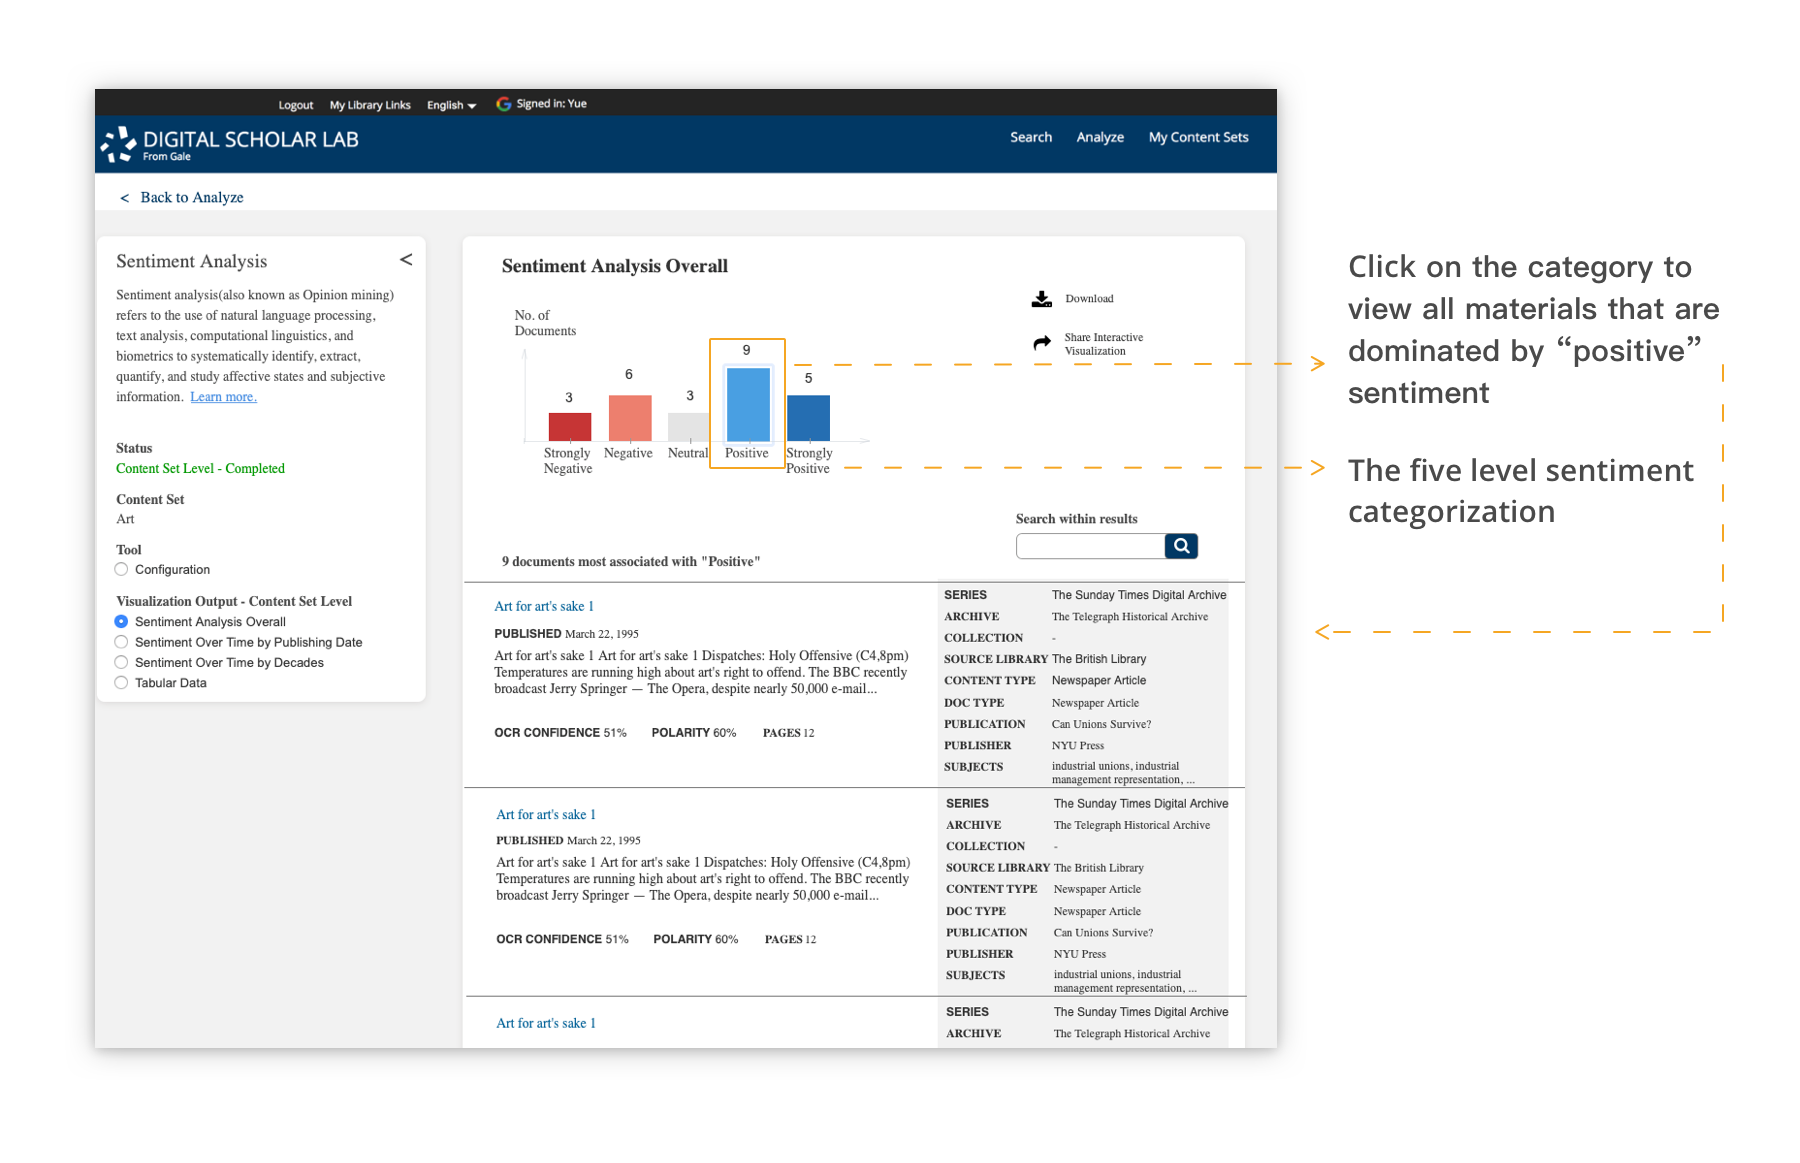 Logout My Library Links English Signed in: Yue
DIGITAL SCHOLAR LAB
From Gale
Search Analyze My Content Sets
< Back to Analyze
Sentiment Analysis <
Sentiment analysis(also known as Opinion mining)
refers to the use of natural language processing,
text analysis, computational linguistics, and
biometrics to systematically identify, extract,
quantify, and study affective states and subjective
information. Learn more.
Status
Content Set Level - Completed
Content Set
Art
Tool
Configuration
Visualization Output - Content Set Level
Sentiment Analysis Overall
Sentiment Over Time by Publishing Date
Sentiment Over Time by Decades
Tabular Data
Sentiment Analysis Overall
Download
Share Interactive
Visualization
No. of
Documents
3 6 3 9 5
Strongly
Negative
Negative
Neutral
Positive
Strongly
Positive
Search within results
9 documents most associated with "Positive"
Art for art's sake 1
PUBLISHED March 22, 1995
Art for art's sake 1 Art for art's sake 1 Dispatches: Holy Offensive (C4,8pm)
Temperatures are running high about art's right to offend. The BBC recently
broadcast Jerry Springer — The Opera, despite nearly 50,000 e-mail...
OCR CONFIDENCE 51% POLARITY 60% PAGES 12
SERIES The Sunday Times Digital Archive
ARCHIVE The Telegraph Historical Archive
COLLECTION -
SOURCE LIBRARY The British Library
CONTENT TYPE Newspaper Article
DOC TYPE Newspaper Article
PUBLICATION Can Unions Survive?
PUBLISHER NYU Press
SUBJECTS industrial unions, industrial
management representation, ...
Art for art's sake 1
PUBLISHED March 22, 1995
Art for art's sake 1 Art for art's sake 1 Dispatches: Holy Offensive (C4,8pm)
Temperatures are running high about art's right to offend. The BBC recently
broadcast Jerry Springer — The Opera, despite nearly 50,000 e-mail...
OCR CONFIDENCE 51% POLARITY 60% PAGES 12
SERIES The Sunday Times Digital Archive
ARCHIVE The Telegraph Historical Archive
COLLECTION -
SOURCE LIBRARY The British Library
CONTENT TYPE Newspaper Article
DOC TYPE Newspaper Article
PUBLICATION Can Unions Survive?
PUBLISHER NYU Press
SUBJECTS industrial unions, industrial
management representation, ...
Art for art's sake 1
SERIES The Sunday Times Digital Archive
ARCHIVE The Telegraph Historical Archive
Click on the category to
view all materials that are
dominated by “positive”
sentiment
The five level sentiment
categorization